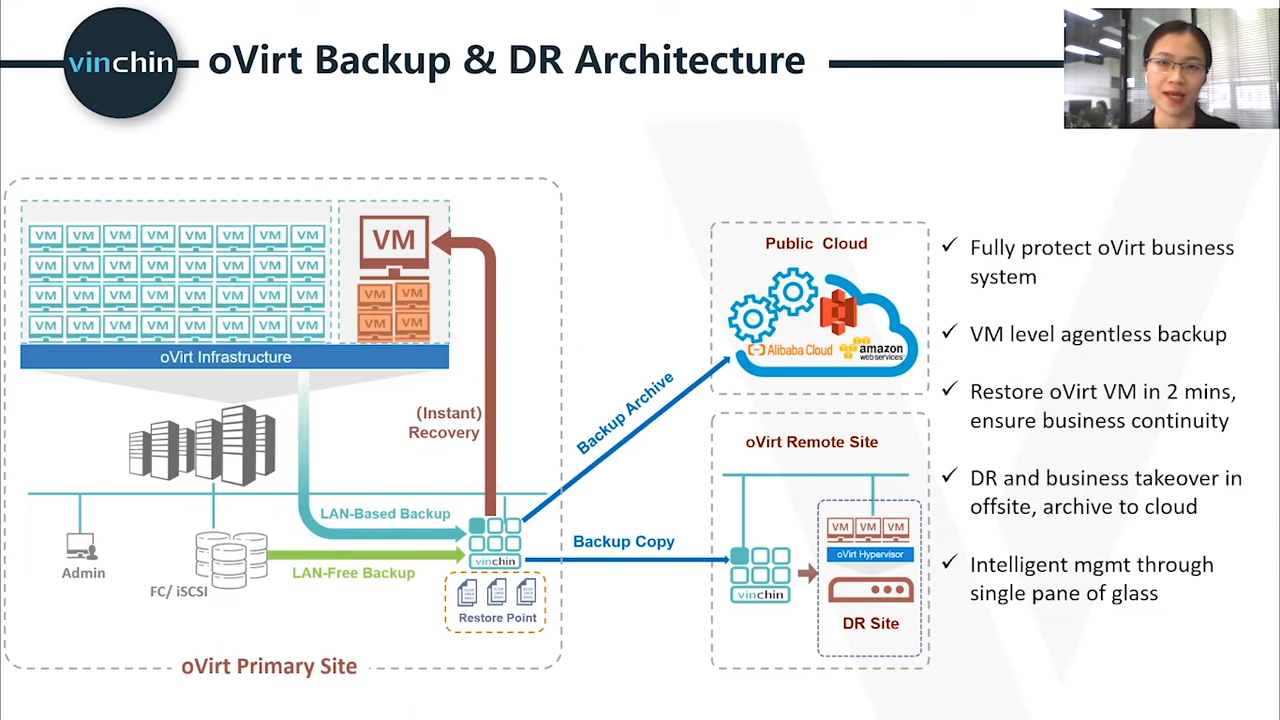 vinchin
oVirt Backup & DR Architecture
VM VM VM VM VM VM VM VM
VM VM VM VM VM VM VM VM
VM VM VM VM VM VM VM VM
VM VM VM VM VM VM VM VM
VM
VM VM
VM VM
oVirt Infrastructure
(Instant)
Recovery
LAN-Based Backup
LAN-Free Backup
Admin
FC/ iSCSI
vinchin
Restore Point
oVirt Primary Site
Backup Archive
Backup Copy
Public Cloud
Alibaba Cloud
amazon
webservices
oVirt Remote Site
vinchin
VM VM VM
oVirt Hypervisor
DR Site
✓ Fully protect oVirt business
system
✓ VM level agentless backup
✓ Restore oVirt VM in 2 mins,
ensure business continuity
✓ DR and business takeover in
offsite, archive to cloud
✓ Intelligent mgmt through
single pane of glass